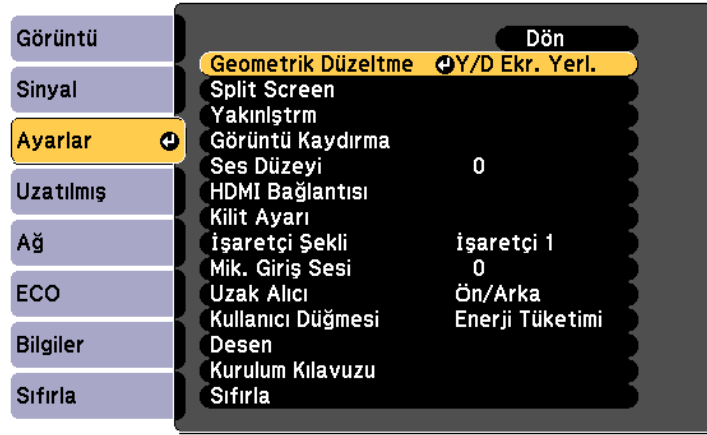 Görüntü
Sinyal
Ayarlar
Uzatılmış
Ağ
ECO
Bilgiler
Sıfırla
Dön
Geometrik Düzeltme Y/D Ekr. Yerl.
Split Screen
Yakınlştrm
Görüntü Kaydırma
Ses Düzeyi 0
HDMI Bağlantısı
Kilit Ayarı
İşaretçi Şekli İşaretçi 1
Mik. Giriş Sesi 0
Uzak Alıcı Ön/Arka
Kullanıcı Düğmesi Enerji Tüketimi
Desen
Kurulum Kılavuzu
Sıfırla